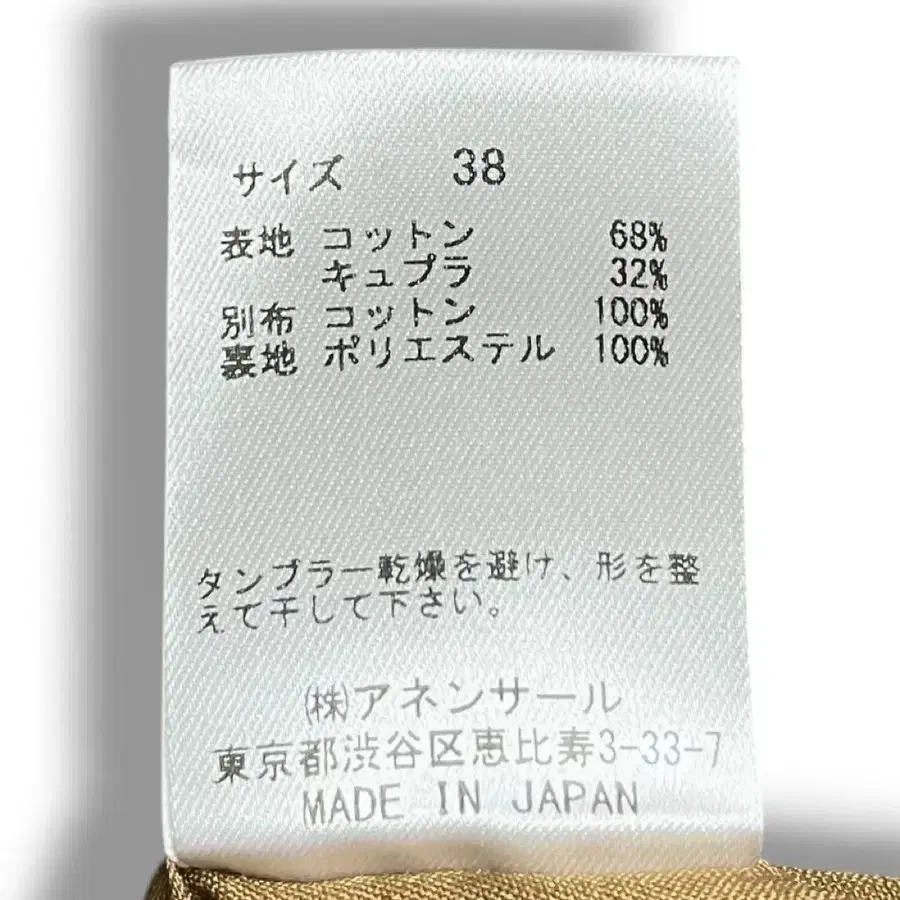 サイズ 38
表地 コットン 68%
キュプラ 32%
別布 コットン 100%
裏地 ポリエステル 100%
タンブラー乾燥を避け、形を整
えて干して下さい。
㈱アネンサール
東京都渋谷区恵比寿3-33-7
MADE IN JAPAN